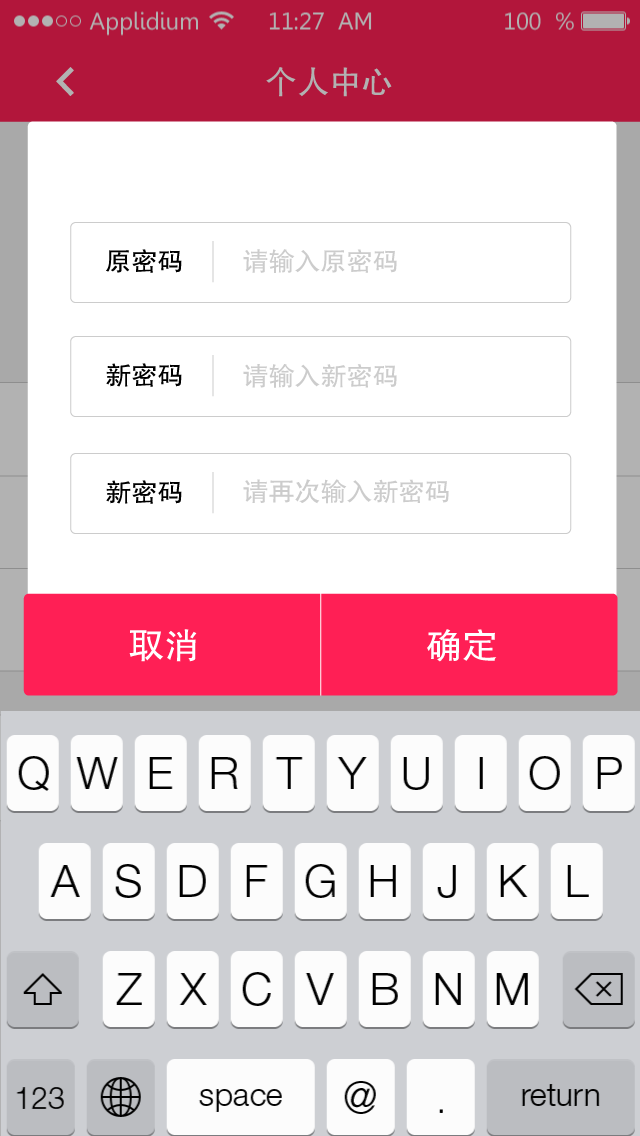 Applidium 11:27 AM 100 %
个人中心
原密码 请输入原密码
新密码 请输入新密码
新密码 请再次输入新密码
取消 确定
Q W E R T Y U I O P
A S D F G H J K L
Z X C V B N M
123 space @ . return